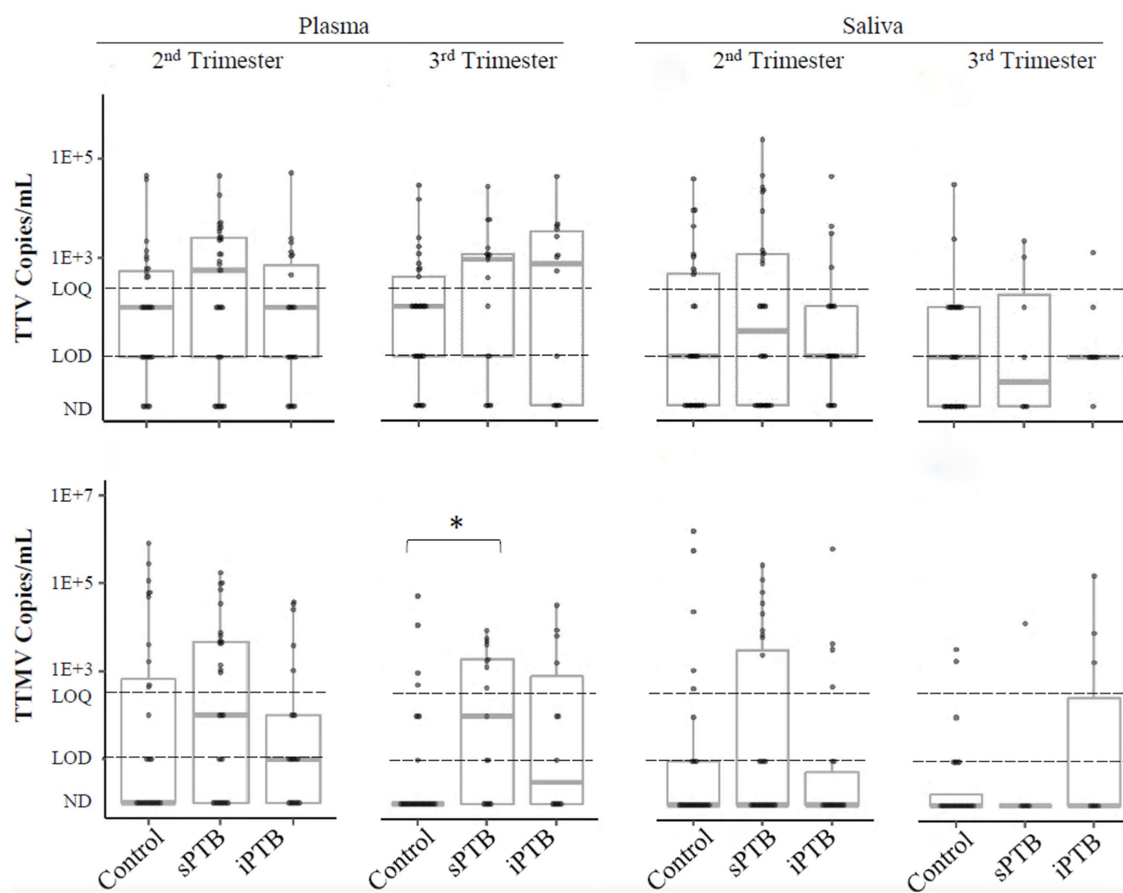 Plasma Saliva
2nd Trimester 3rd Trimester 2nd Trimester 3rd Trimester
TTV Copies/mL
1E+5
1E+3
LOQ
LOD
ND
TTMV Copies/mL
1E+7
1E+5
1E+3
LOQ
LOD
ND
*
Control sPTB iPTB Control sPTB iPTB Control sPTB iPTB Control sPTB iPTB